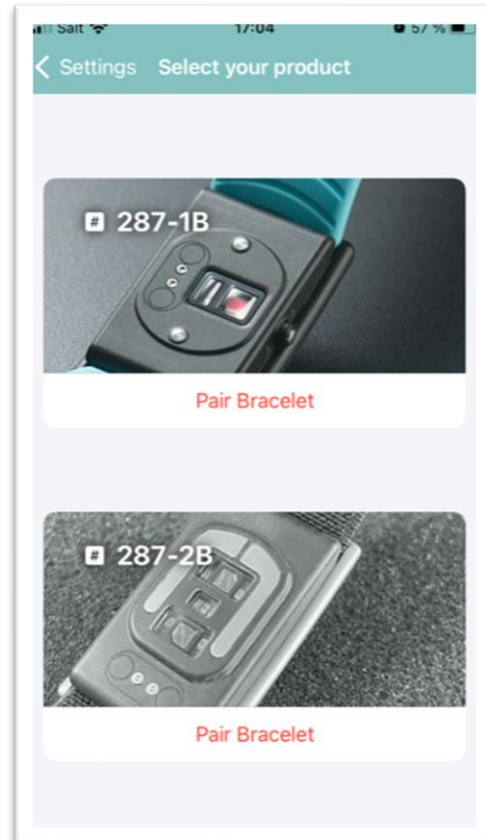 Salt 17:04 57 %
Settings Select your product
# 287-1B
Pair Bracelet
# 287-2B
Pair Bracelet